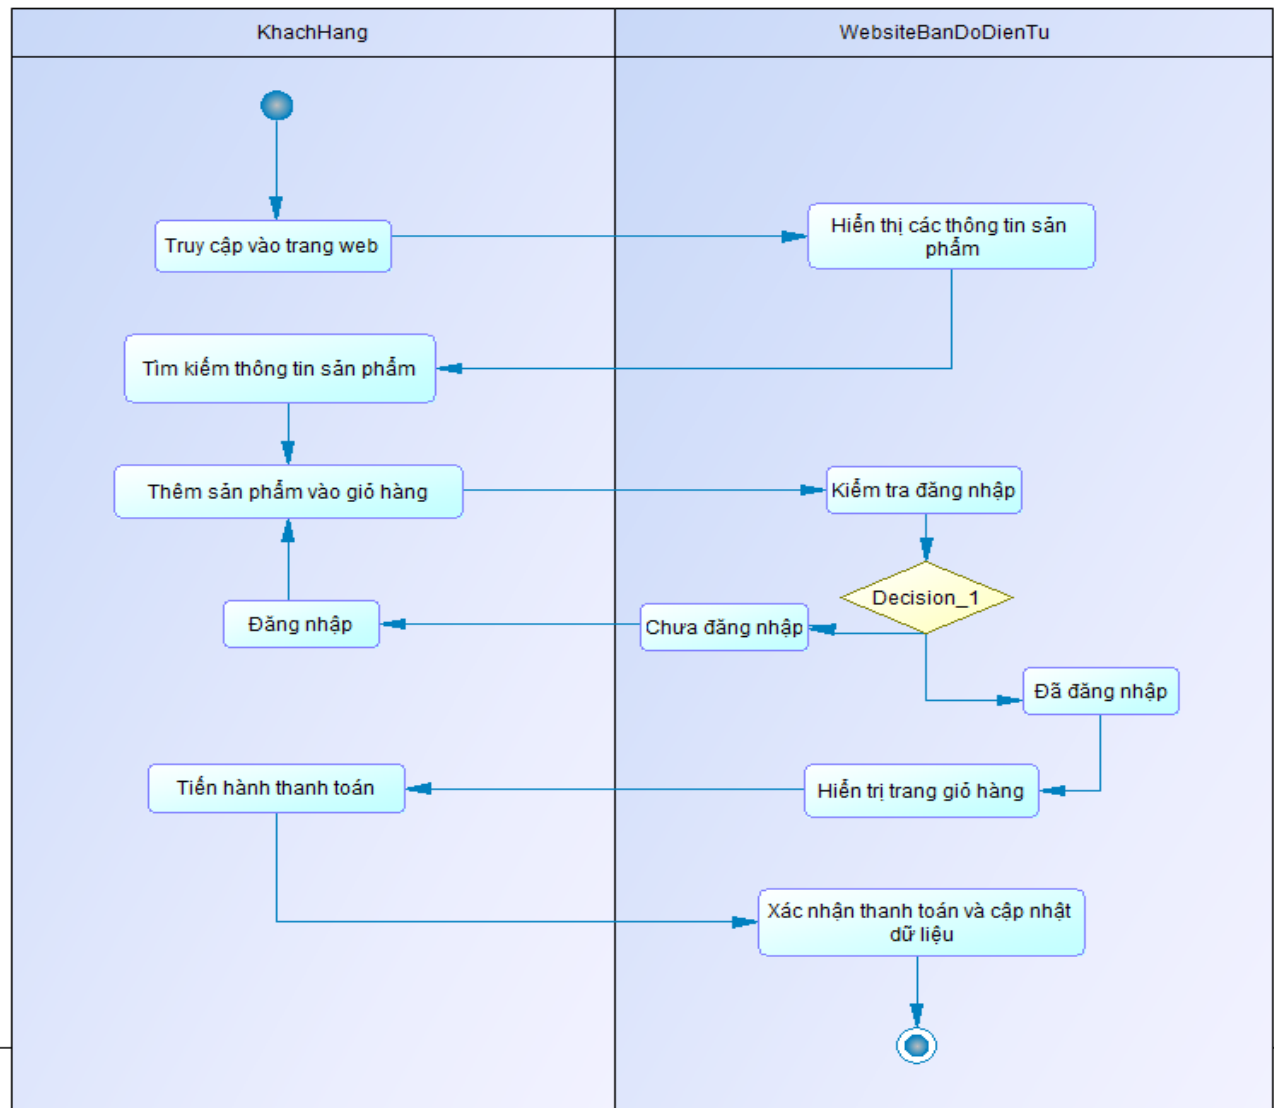 KhachHang
WebsiteBanDoDienTu
Truy cập vào trang web
Hiển thị các thông tin sản
phẩm
Tìm kiếm thông tin sản phẩm
Thêm sản phẩm vào giỏ hàng
Kiểm tra đăng nhập
Decision_1
Đăng nhập
Chưa đăng nhập
Đã đăng nhập
Tiến hành thanh toán
Hiển trị trang giỏ hàng
Xác nhận thanh toán và cập nhật
dữ liệu